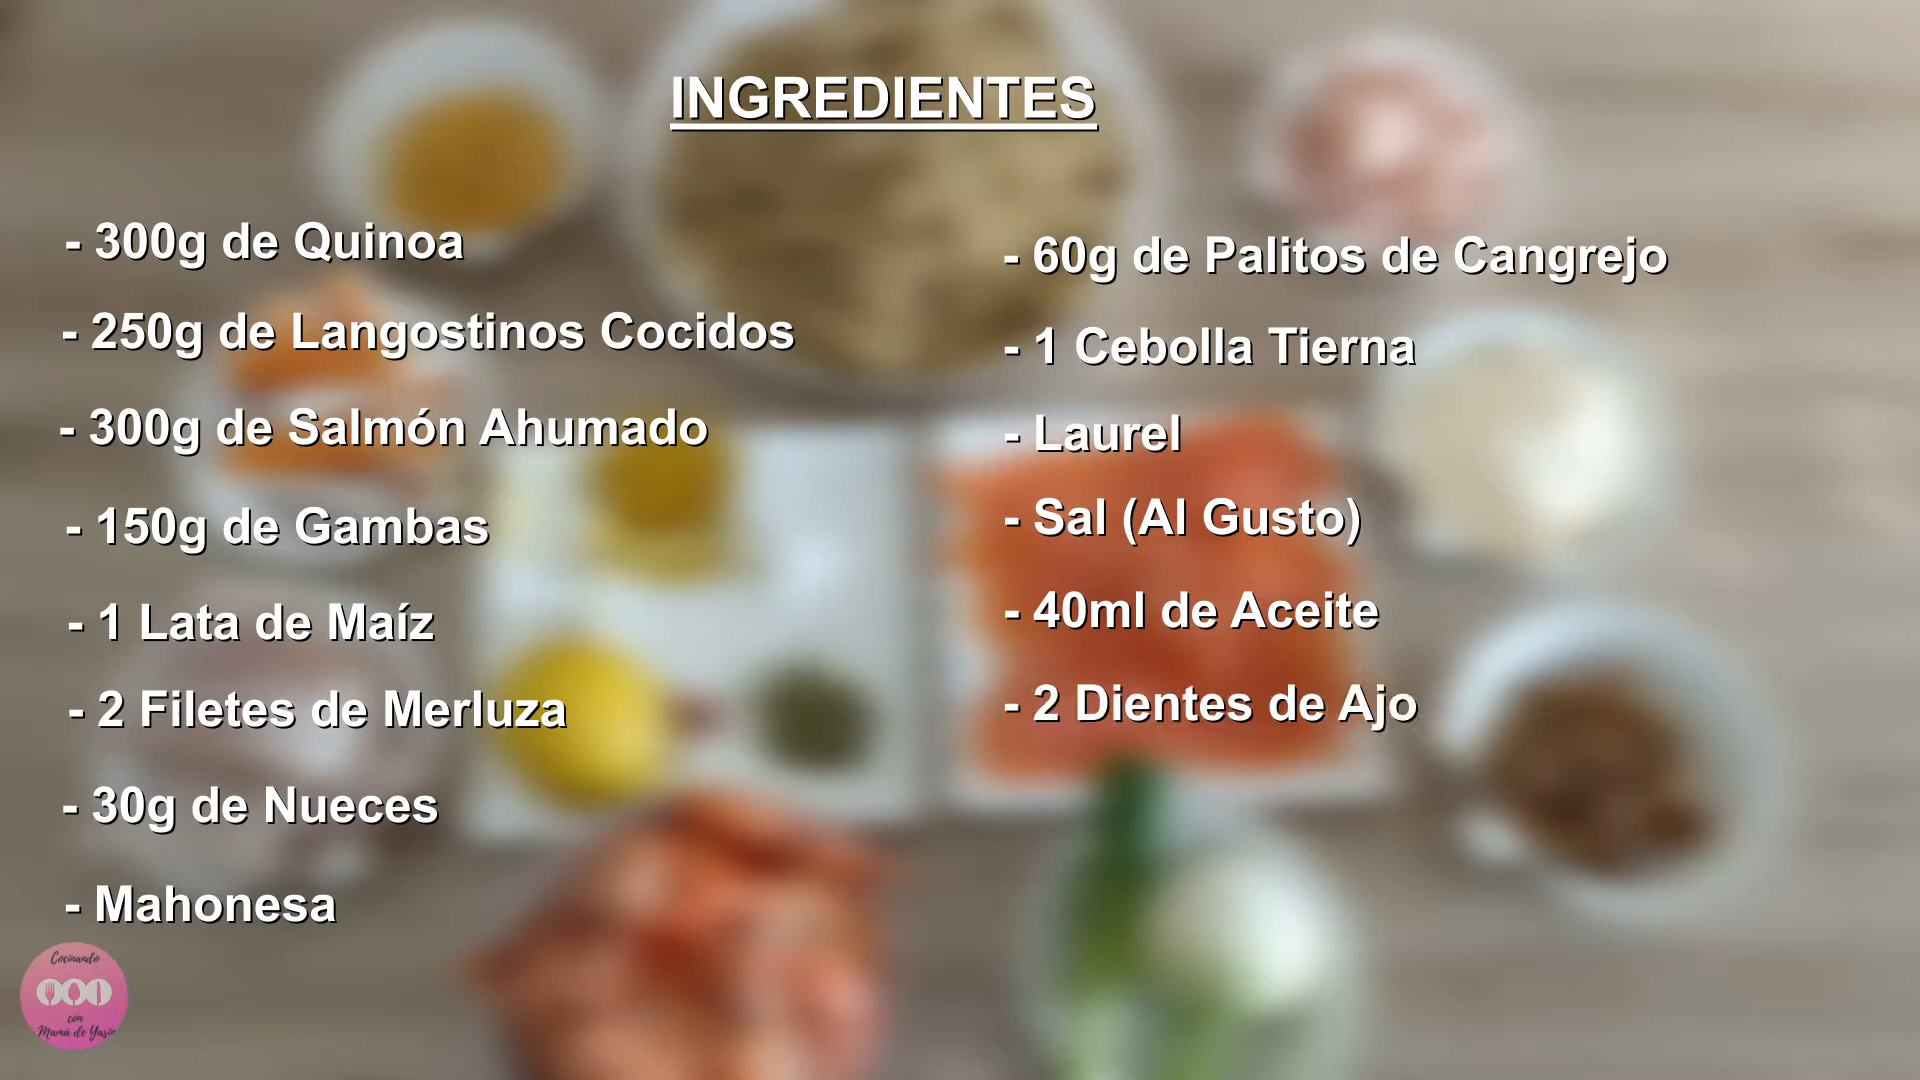 INGREDIENTES
- 300g de Quinoa
- 250g de Langostinos Cocidos
- 300g de Salmón Ahumado
- 150g de Gambas
- 1 Lata de Maíz
- 2 Filetes de Merluza
- 30g de Nueces
- Mahonesa
- 60g de Palitos de Cangrejo
- 1 Cebolla Tierna
- Laurel
- Sal (Al Gusto)
- 40ml de Aceite
- 2 Dientes de Ajo
Cocinando
con
Mamá de Yasir